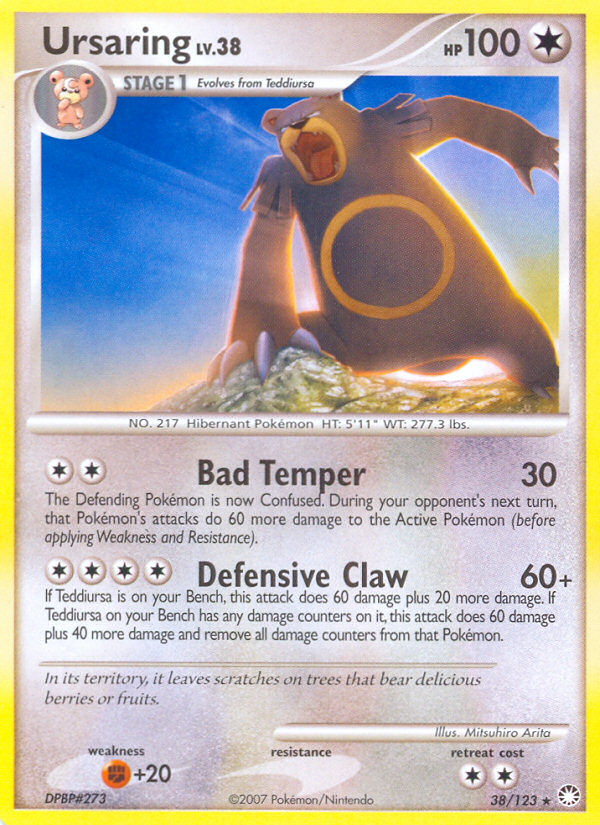 Ursaring LV.38 HP 100
STAGE 1 Evolves from Teddiursa
NO. 217 Hibernant Pokémon HT: 5'11" WT: 277.3 lbs.
Bad Temper 30
The Defending Pokémon is now Confused. During your opponent's next turn,
that Pokémon's attacks do 60 more damage to the Active Pokémon (before
applying Weakness and Resistance).
Defensive Claw 60+
If Teddiursa is on your Bench, this attack does 60 damage plus 20 more damage. If
Teddiursa on your Bench has any damage counters on it, this attack does 60 damage
plus 40 more damage and remove all damage counters from that Pokémon.
In its territory, it leaves scratches on trees that bear delicious
berries or fruits.
Illus. Mitsuhiro Arita
weakness resistance retreat cost
+20
DPBP#273 ©2007 Pokémon/Nintendo 38/123 ★